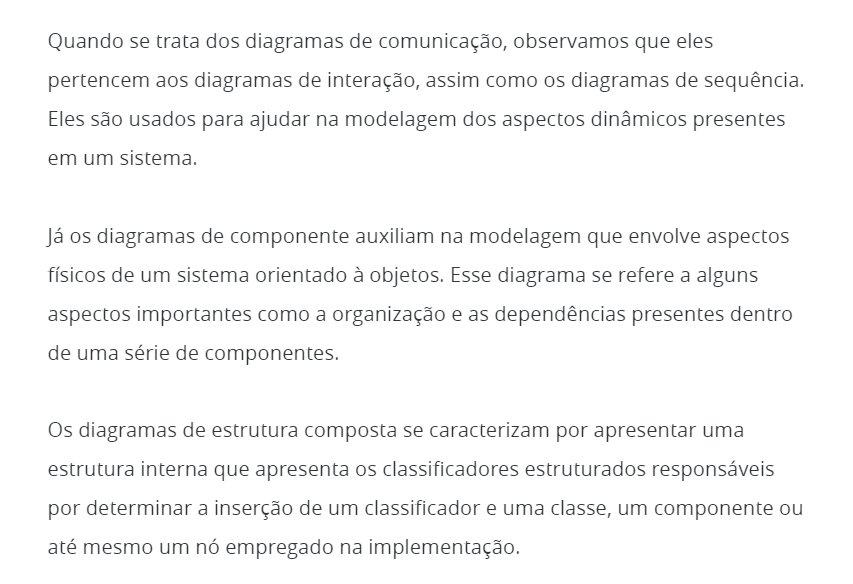 Quando se trata dos diagramas de comunicação, observamos que eles
pertencem aos diagramas de interação, assim como os diagramas de sequência.
Eles são usados para ajudar na modelagem dos aspectos dinâmicos presentes
em um sistema.
Já os diagramas de componente auxiliam na modelagem que envolve aspectos
físicos de um sistema orientado à objetos. Esse diagrama se refere a alguns
aspectos importantes como a organização e as dependências presentes dentro
de uma série de componentes.
Os diagramas de estrutura composta se caracterizam por apresentar uma
estrutura interna que apresenta os classificadores estruturados responsáveis
por determinar a inserção de um classificador e uma classe, um componente ou
até mesmo um nó empregado na implementação.